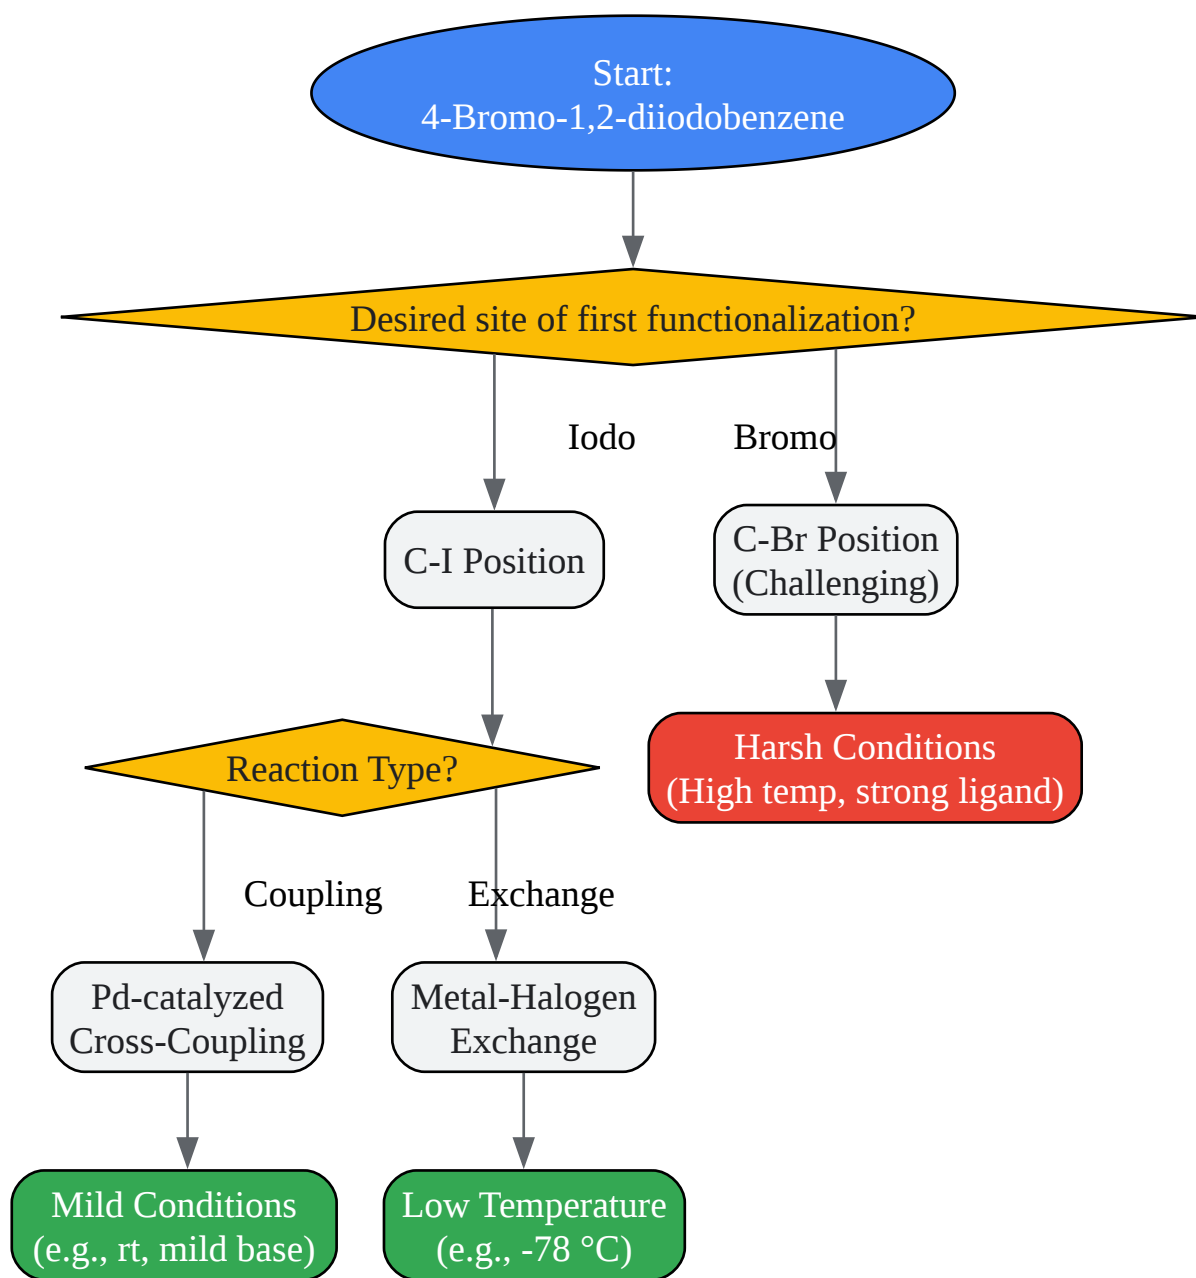 Start:
4-Bromo-1,2-diiodobenzene
Desired site of first functionalization?
Iodo
Bromo
C-I Position
C-Br Position
(Challenging)
Reaction Type?
Harsh Conditions
(High temp, strong ligand)
Coupling
Exchange
Pd-catalyzed
Cross-Coupling
Metal-Halogen
Exchange
Mild Conditions
(e.g., rt, mild base)
Low Temperature
(e.g., -78 °C)